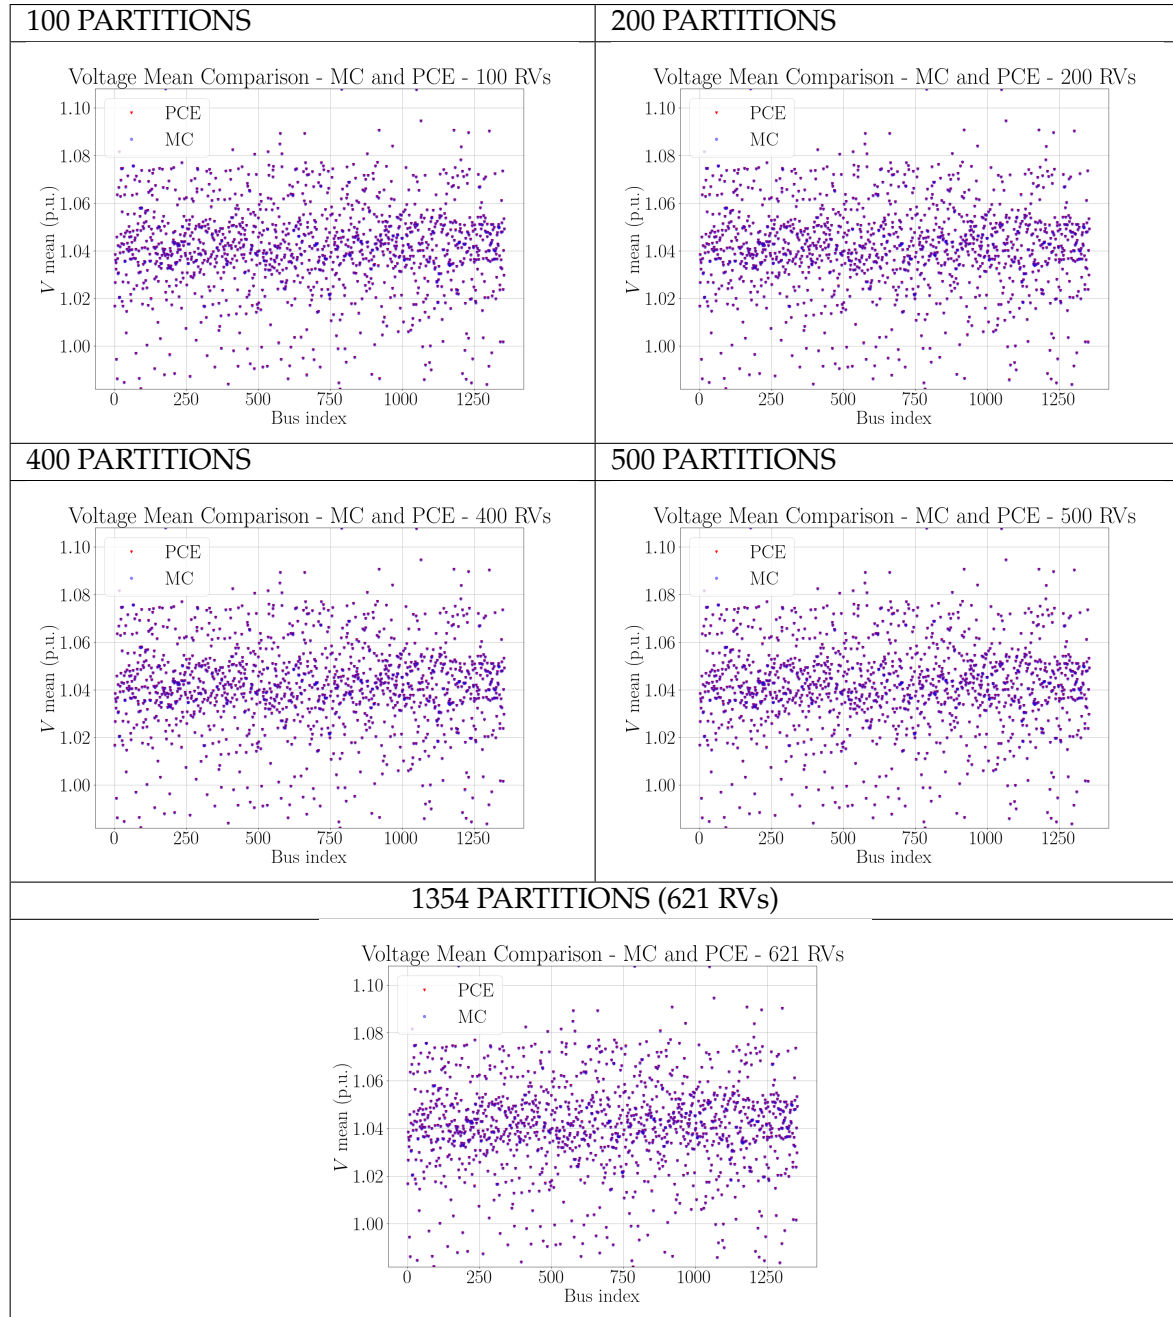 100 PARTITIONS
Voltage Mean Comparison - MC and PCE - 100 RVs
PCE
MC
V mean (p.u.)
1.10
1.08
1.06
1.04
1.02
1.00
0 250 500 750 1000 1250
Bus index
200 PARTITIONS
Voltage Mean Comparison - MC and PCE - 200 RVs
PCE
MC
V mean (p.u.)
1.10
1.08
1.06
1.04
1.02
1.00
0 250 500 750 1000 1250
Bus index
400 PARTITIONS
Voltage Mean Comparison - MC and PCE - 400 RVs
PCE
MC
V mean (p.u.)
1.10
1.08
1.06
1.04
1.02
1.00
0 250 500 750 1000 1250
Bus index
500 PARTITIONS
Voltage Mean Comparison - MC and PCE - 500 RVs
PCE
MC
V mean (p.u.)
1.10
1.08
1.06
1.04
1.02
1.00
0 250 500 750 1000 1250
Bus index
1354 PARTITIONS (621 RVs)
Voltage Mean Comparison - MC and PCE - 621 RVs
PCE
MC
V mean (p.u.)
1.10
1.08
1.06
1.04
1.02
1.00
0 250 500 750 1000 1250
Bus index